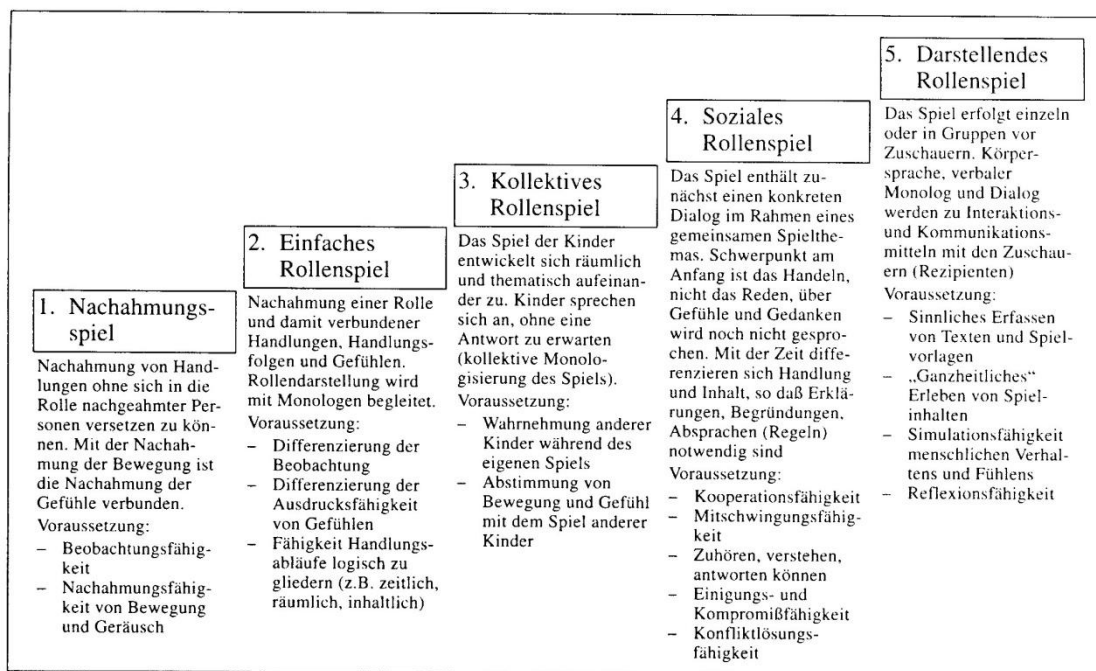 1. Nachahmungs-
spiel
Nachahmung von Hand-
lungen ohne sich in die
Rolle nachgeahmter Per-
sonen versetzen zu kön-
nen. Mit der Nachah-
mung der Bewegung ist
die Nachahmung der
Gefühle verbunden.
Voraussetzung:
– Beobachtungsfähig-
keit
– Nachahmungsfähig-
keit von Bewegung
und Geräusch
2. Einfaches
Rollenspiel
Nachahmung einer Rolle
und damit verbundener
Handlungen, Handlungs-
folgen und Gefühlen.
Rollendarstellung wird
mit Monologen begleitet.
Voraussetzung:
– Differenzierung der
Beobachtung
– Differenzierung der
Ausdrucksfähigkeit
von Gefühlen
– Fähigkeit Handlungs-
abläufe logisch zu
gliedern (z.B. zeitlich,
räumlich, inhaltlich)
3. Kollektives
Rollenspiel
Das Spiel der Kinder
entwickelt sich räumlich
und thematisch aufeinan-
der zu. Kinder sprechen
sich an, ohne eine
Antwort zu erwarten
(kollektive Monolo-
gisierung des Spiels).
Voraussetzung:
– Wahrnehmung anderer
Kinder während des
eigenen Spiels
– Abstimmung von
Bewegung und Gefühl
mit dem Spiel anderer
Kinder
4. Soziales
Rollenspiel
Das Spiel enthält zu-
nächst einen konkreten
Dialog im Rahmen eines
gemeinsamen Spielthe-
mas. Schwerpunkt am
Anfang ist das Handeln,
nicht das Reden, über
Gefühle und Gedanken
wird noch nicht gespro-
chen. Mit der Zeit diffe-
renzieren sich Handlung
und Inhalt, so daß Erklä-
rungen, Begründungen,
Absprachen (Regeln)
notwendig sind
Voraussetzung:
– Kooperationsfähigkeit
– Mitschwingungsfähig-
keit
– Zuhören, verstehen,
antworten können
– Einigungs- und
Kompromißfähigkeit
– Konfliktlösungs-
fähigkeit
5. Darstellendes
Rollenspiel
Das Spiel erfolgt einzeln
oder in Gruppen vor
Zuschauern. Körper-
sprache, verbaler
Monolog und Dialog
werden zu Interaktions-
und Kommunikations-
mitteln mit den Zuschau-
ern (Rezipienten)
Voraussetzung:
– Sinnliches Erfassen
von Texten und Spiel-
vorlagen
– „Ganzheitliches“
Erleben von Spiel-
inhalten
– Simulationsfähigkeit
menschlichen Verhal-
tens und Fühlens
– Reflexionsfähigkeit